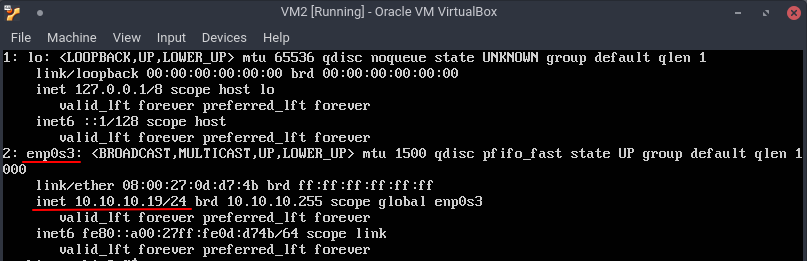 VM2 [Running] - Oracle VM VirtualBox
File Machine View Input Devices Help
1: lo: <LOOPBACK,UP,LOWER_UP> mtu 65536 qdisc noqueue state UNKNOWN group default qlen 1
link/loopback 00:00:00:00:00:00 brd 00:00:00:00:00:00
inet 127.0.0.1/8 scope host lo
valid_lft forever preferred_lft forever
inet6 ::1/128 scope host
valid_lft forever preferred_lft forever
2: enp0s3: <BROADCAST,MULTICAST,UP,LOWER_UP> mtu 1500 qdisc pfifo_fast state UP group default qlen 1
000
link/ether 08:00:27:0d:d7:4b brd ff:ff:ff:ff:ff:ff
inet 10.10.10.19/24 brd 10.10.10.255 scope global enp0s3
valid_lft forever preferred_lft forever
inet6 fe80::a00:27ff:fe0d:d74b/64 scope link
valid_lft forever preferred_lft forever